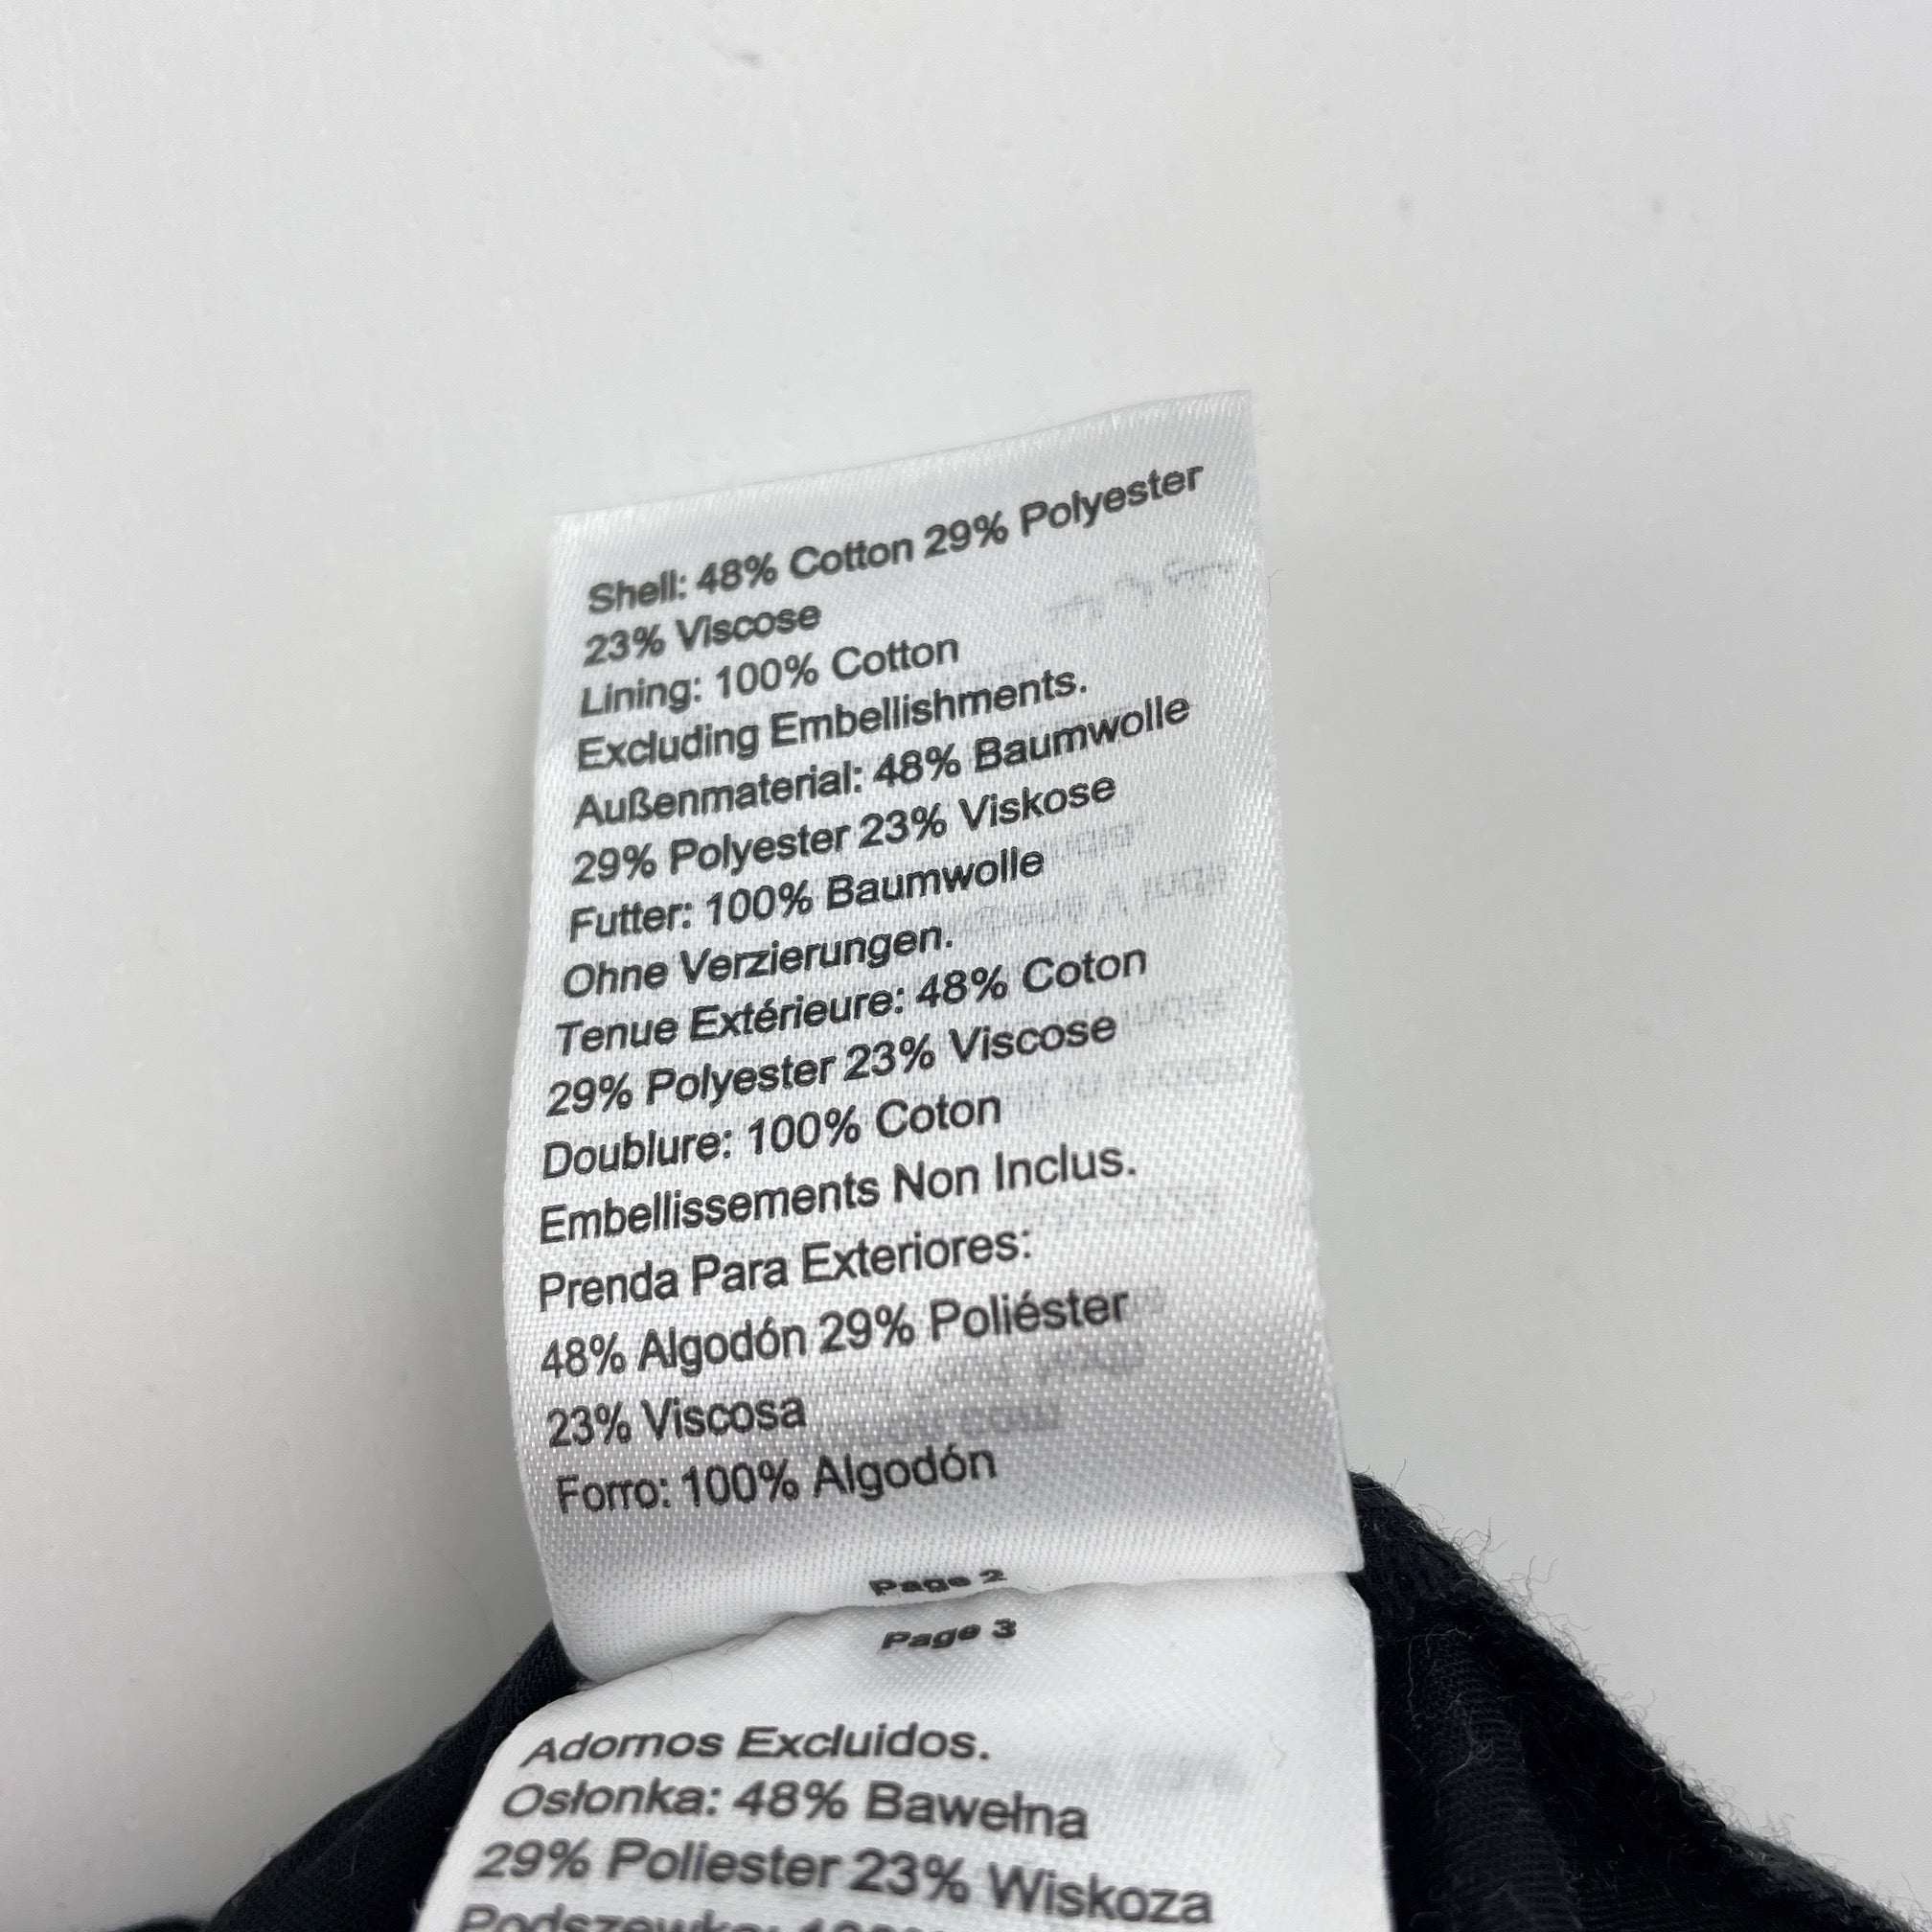 Shell: 48% Cotton 29% Polyester
23% Viscose
Lining: 100% Cotton
Excluding Embellishments.
Außenmaterial: 48% Baumwolle
29% Polyester 23% Viskose
Futter: 100% Baumwolle
Ohne Verzierungen.
Tenue Extérieure: 48% Coton
29% Polyester 23% Viscose
Doublure: 100% Coton
Embellissements Non Inclus.
Prenda Para Exteriores:
48% Algodón 29% Poliéster
23% Viscosa
Forro: 100% Algodón
Page 2
Page 3
Adornos Excluidos.
Osłonka: 48% Bawełna
29% Poliester 23% Wiskoza
Podszewka: 100%